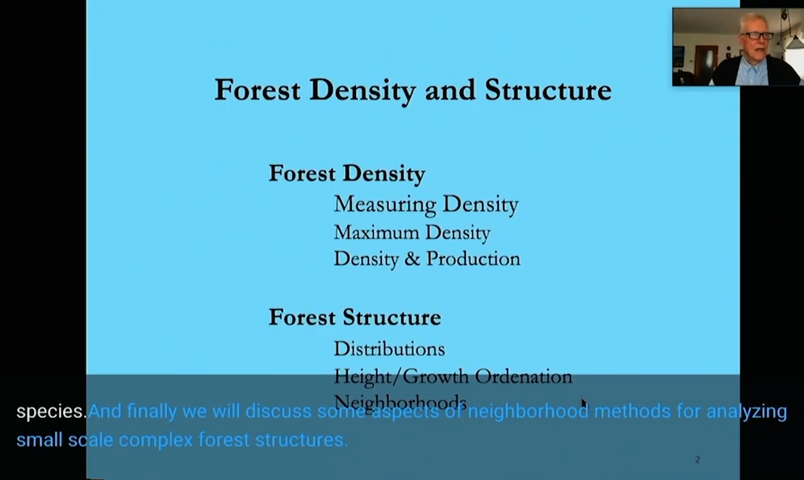 Forest Density and Structure
Forest Density
Measuring Density
Maximum Density
Density & Production
Forest Structure
Distributions
Height/Growth Ordenation
Neighborhoods
species.And finally we will discuss some aspects of neighborhood methods for analyzing
small scale complex forest structures.
2